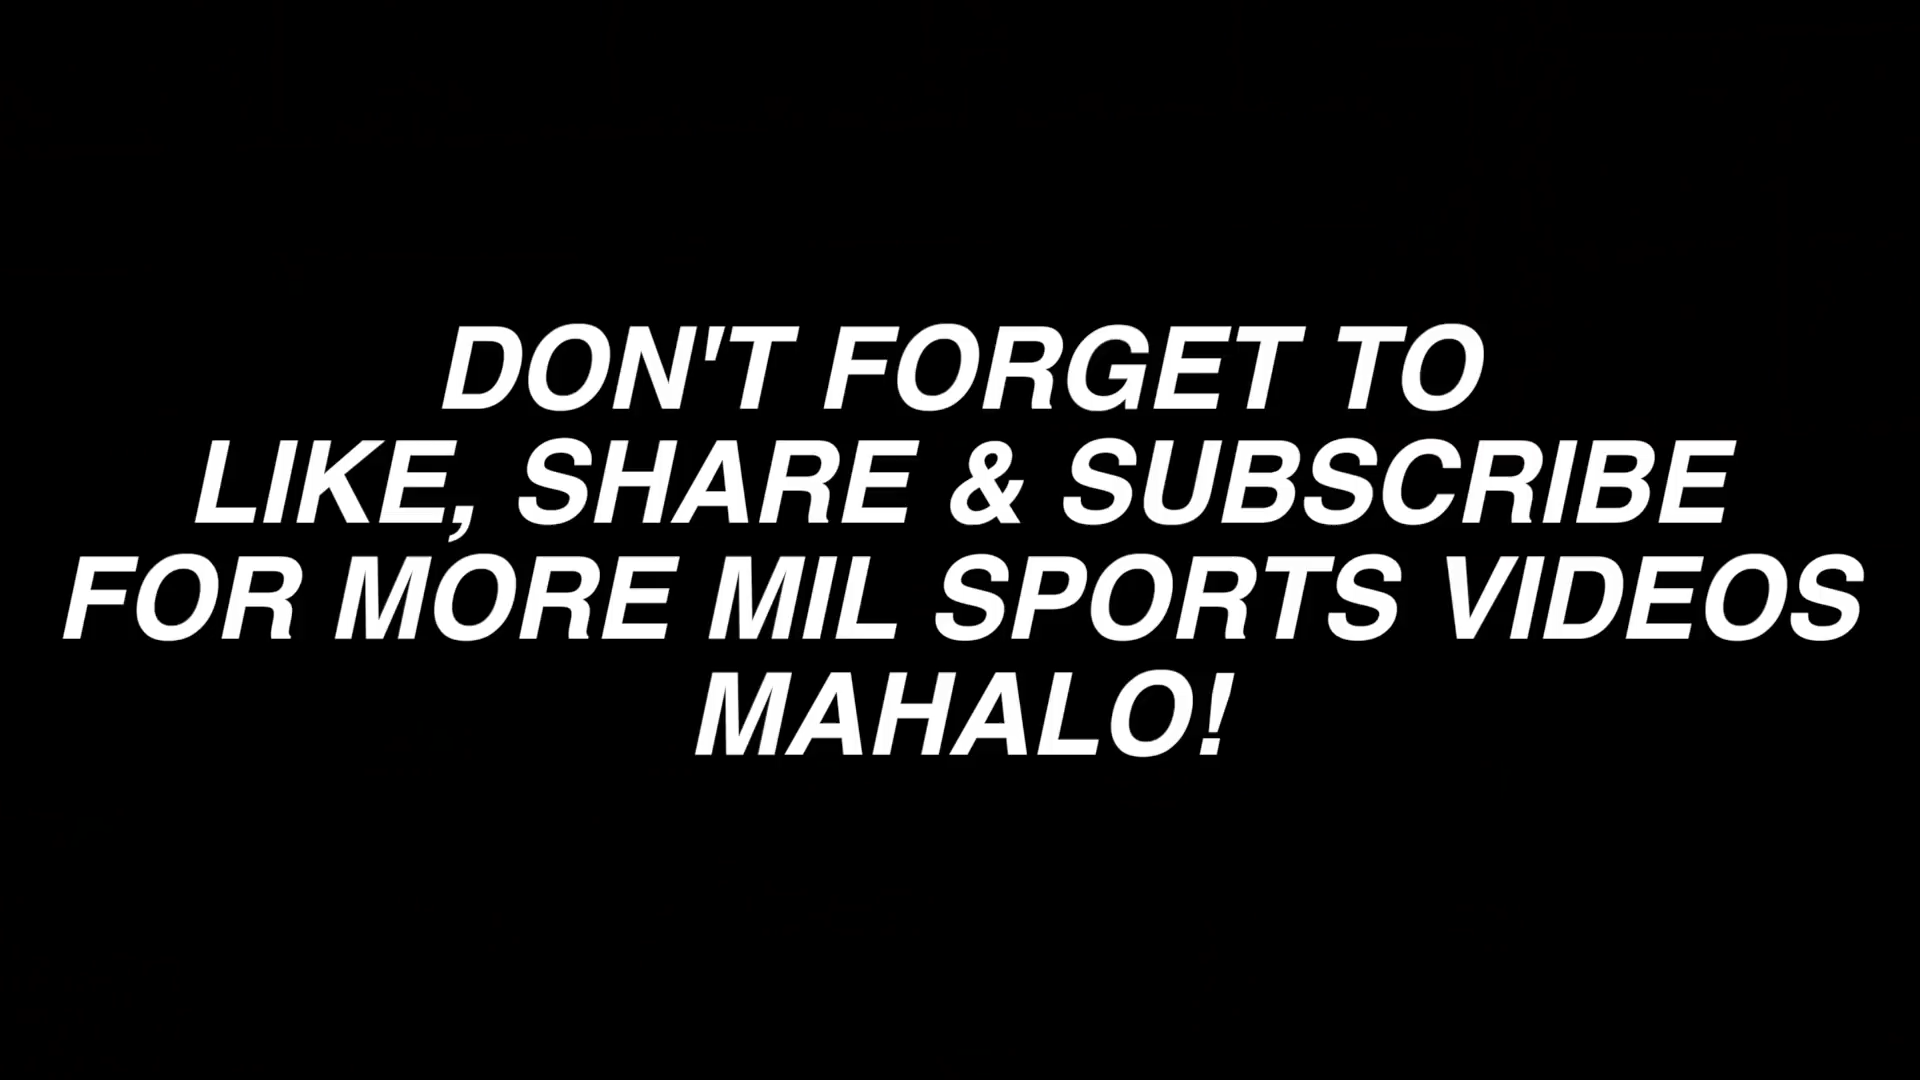 DON'T FORGET TO
LIKE, SHARE & SUBSCRIBE
FOR MORE MIL SPORTS VIDEOS
MAHALO!